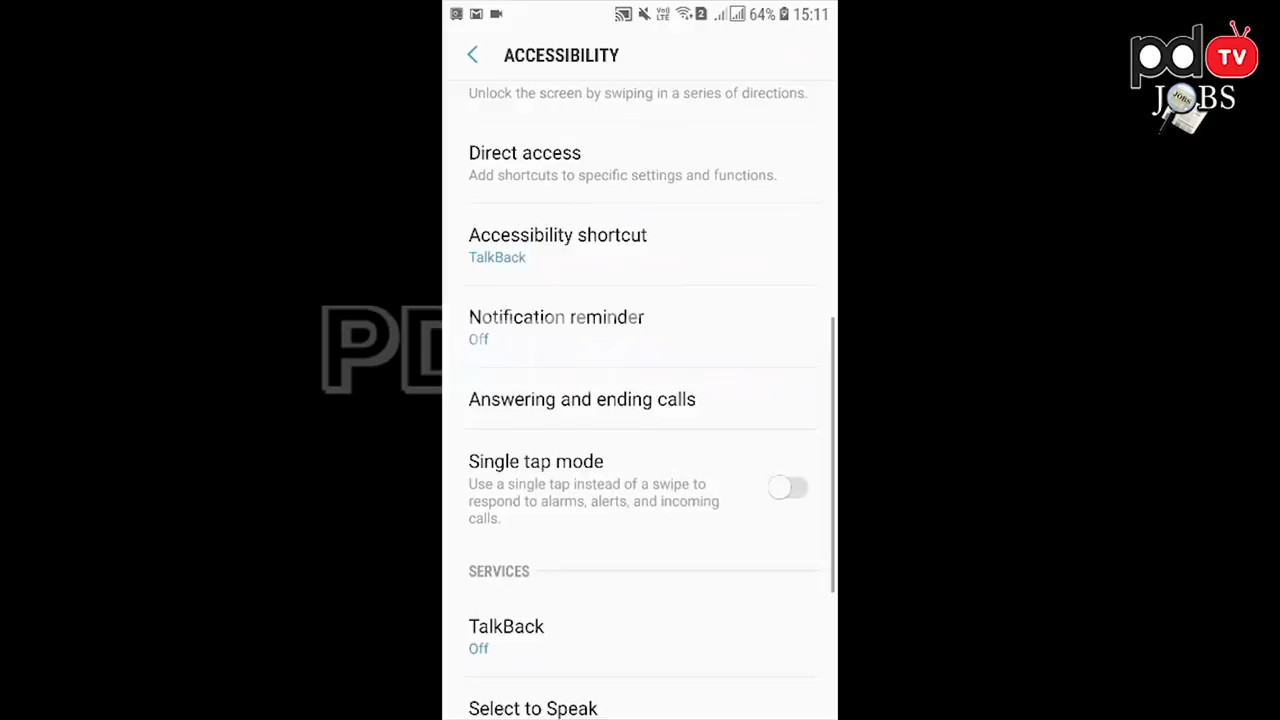 64% 15:11
ACCESSIBILITY
Unlock the screen by swiping in a series of directions.
Direct access
Add shortcuts to specific settings and functions.
Accessibility shortcut
TalkBack
Notification reminder
Off
Answering and ending calls
Single tap mode
Use a single tap instead of a swipe to
respond to alarms, alerts, and incoming
calls.
SERVICES
TalkBack
Off
Select to Speak
pd TV
JOBS
PD